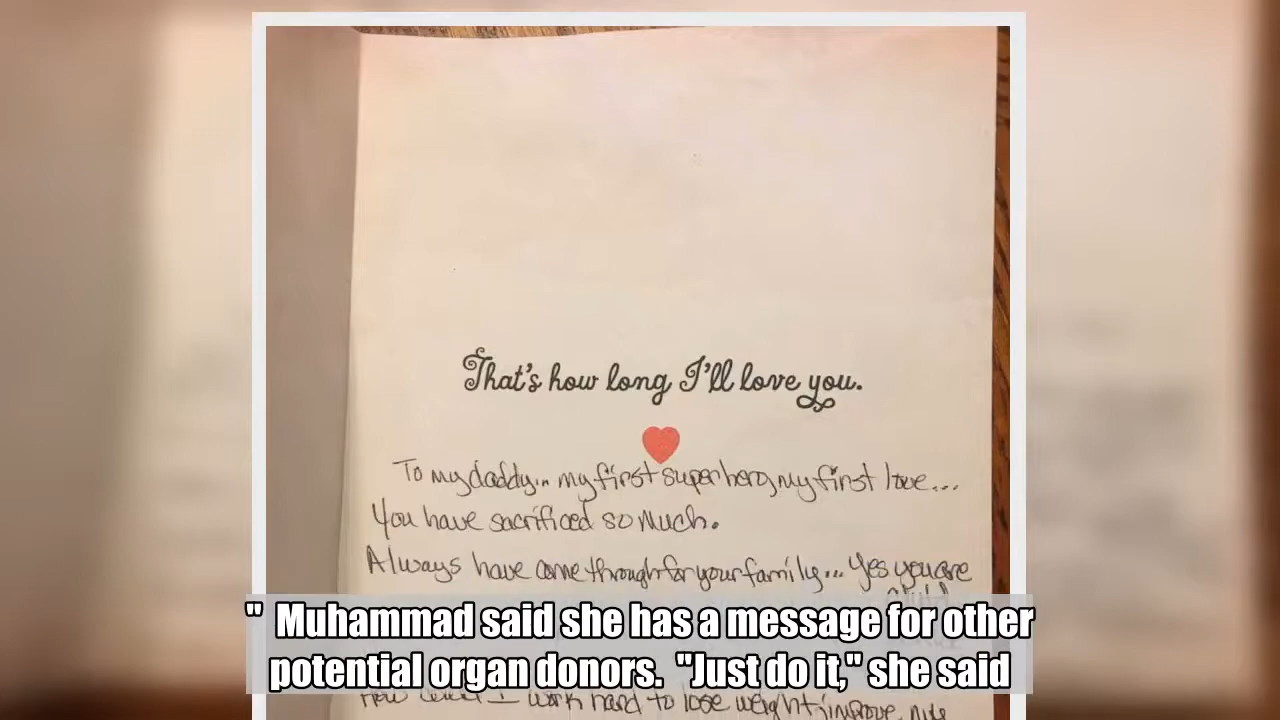 That's how long I'll love you.
To my daddy... my first superhero, my first love...
You have sacrificed so much.
Always have come through for your family... Yes you are
" Muhammad said she has a message for other
potential organ donors. "Just do it," she said
work hard to lose weight, improve my